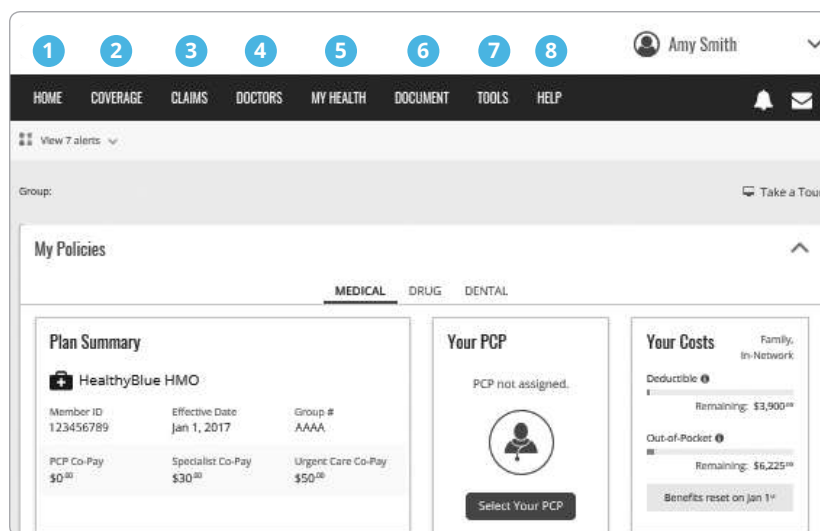 1 2 3 4 5 6 7 8
Amy Smith
HOME COVERAGE CLAIMS DOCTORS MY HEALTH DOCUMENT TOOLS HELP
View 7 alerts
Group:
Take a Tour
My Policies
MEDICAL DRUG DENTAL
Plan Summary
HealthyBlue HMO
Member ID Effective Date Group #
123456789 Jan 1, 2017 AAAA
PCP Co-Pay Specialist Co-Pay Urgent Care Co-Pay
$0.00 $30.00 $50.00
Your PCP
PCP not assigned.
Select Your PCP
Your Costs
Family,
In-Network
Deductible
Remaining: $3,900.00
Out-of-Pocket
Remaining: $6,225.00
Benefits reset on Jan 1st